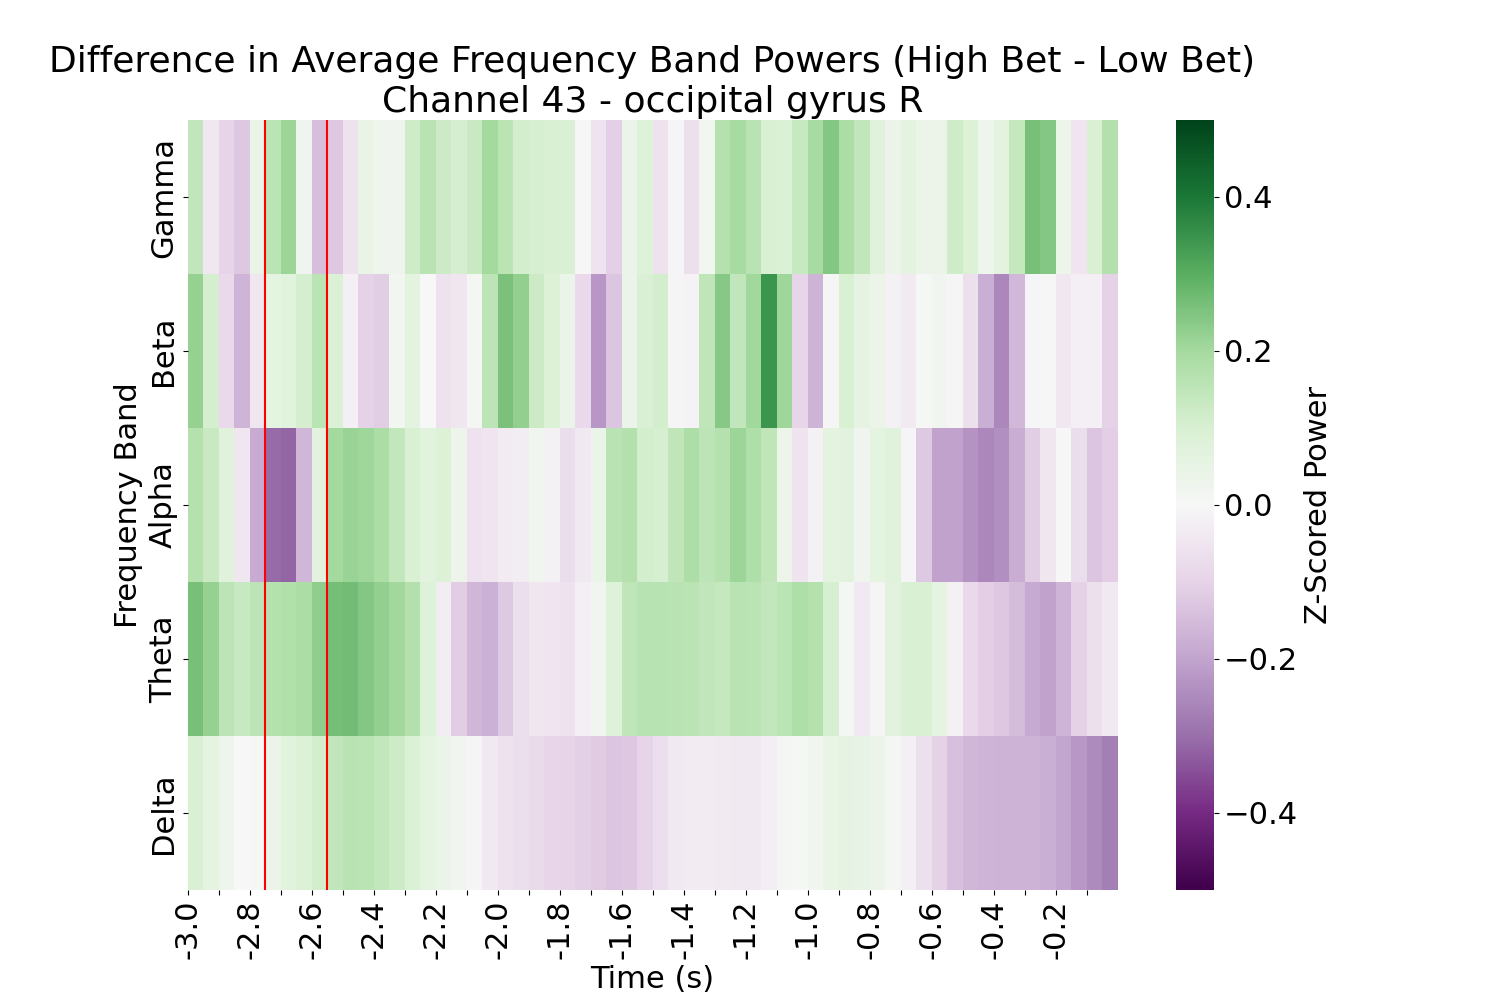 Difference in Average Frequency Band Powers (High Bet - Low Bet)
Channel 43 - occipital gyrus R
Frequency Band
Gamma
Beta
Alpha
Theta
Delta
-3.0
-2.8
-2.6
-2.4
-2.2
-2.0
-1.8
-1.6
-1.4
-1.2
-1.0
-0.8
-0.6
-0.4
-0.2
Time (s)
0.4
0.2
0.0
−0.2
−0.4
Z-Scored Power